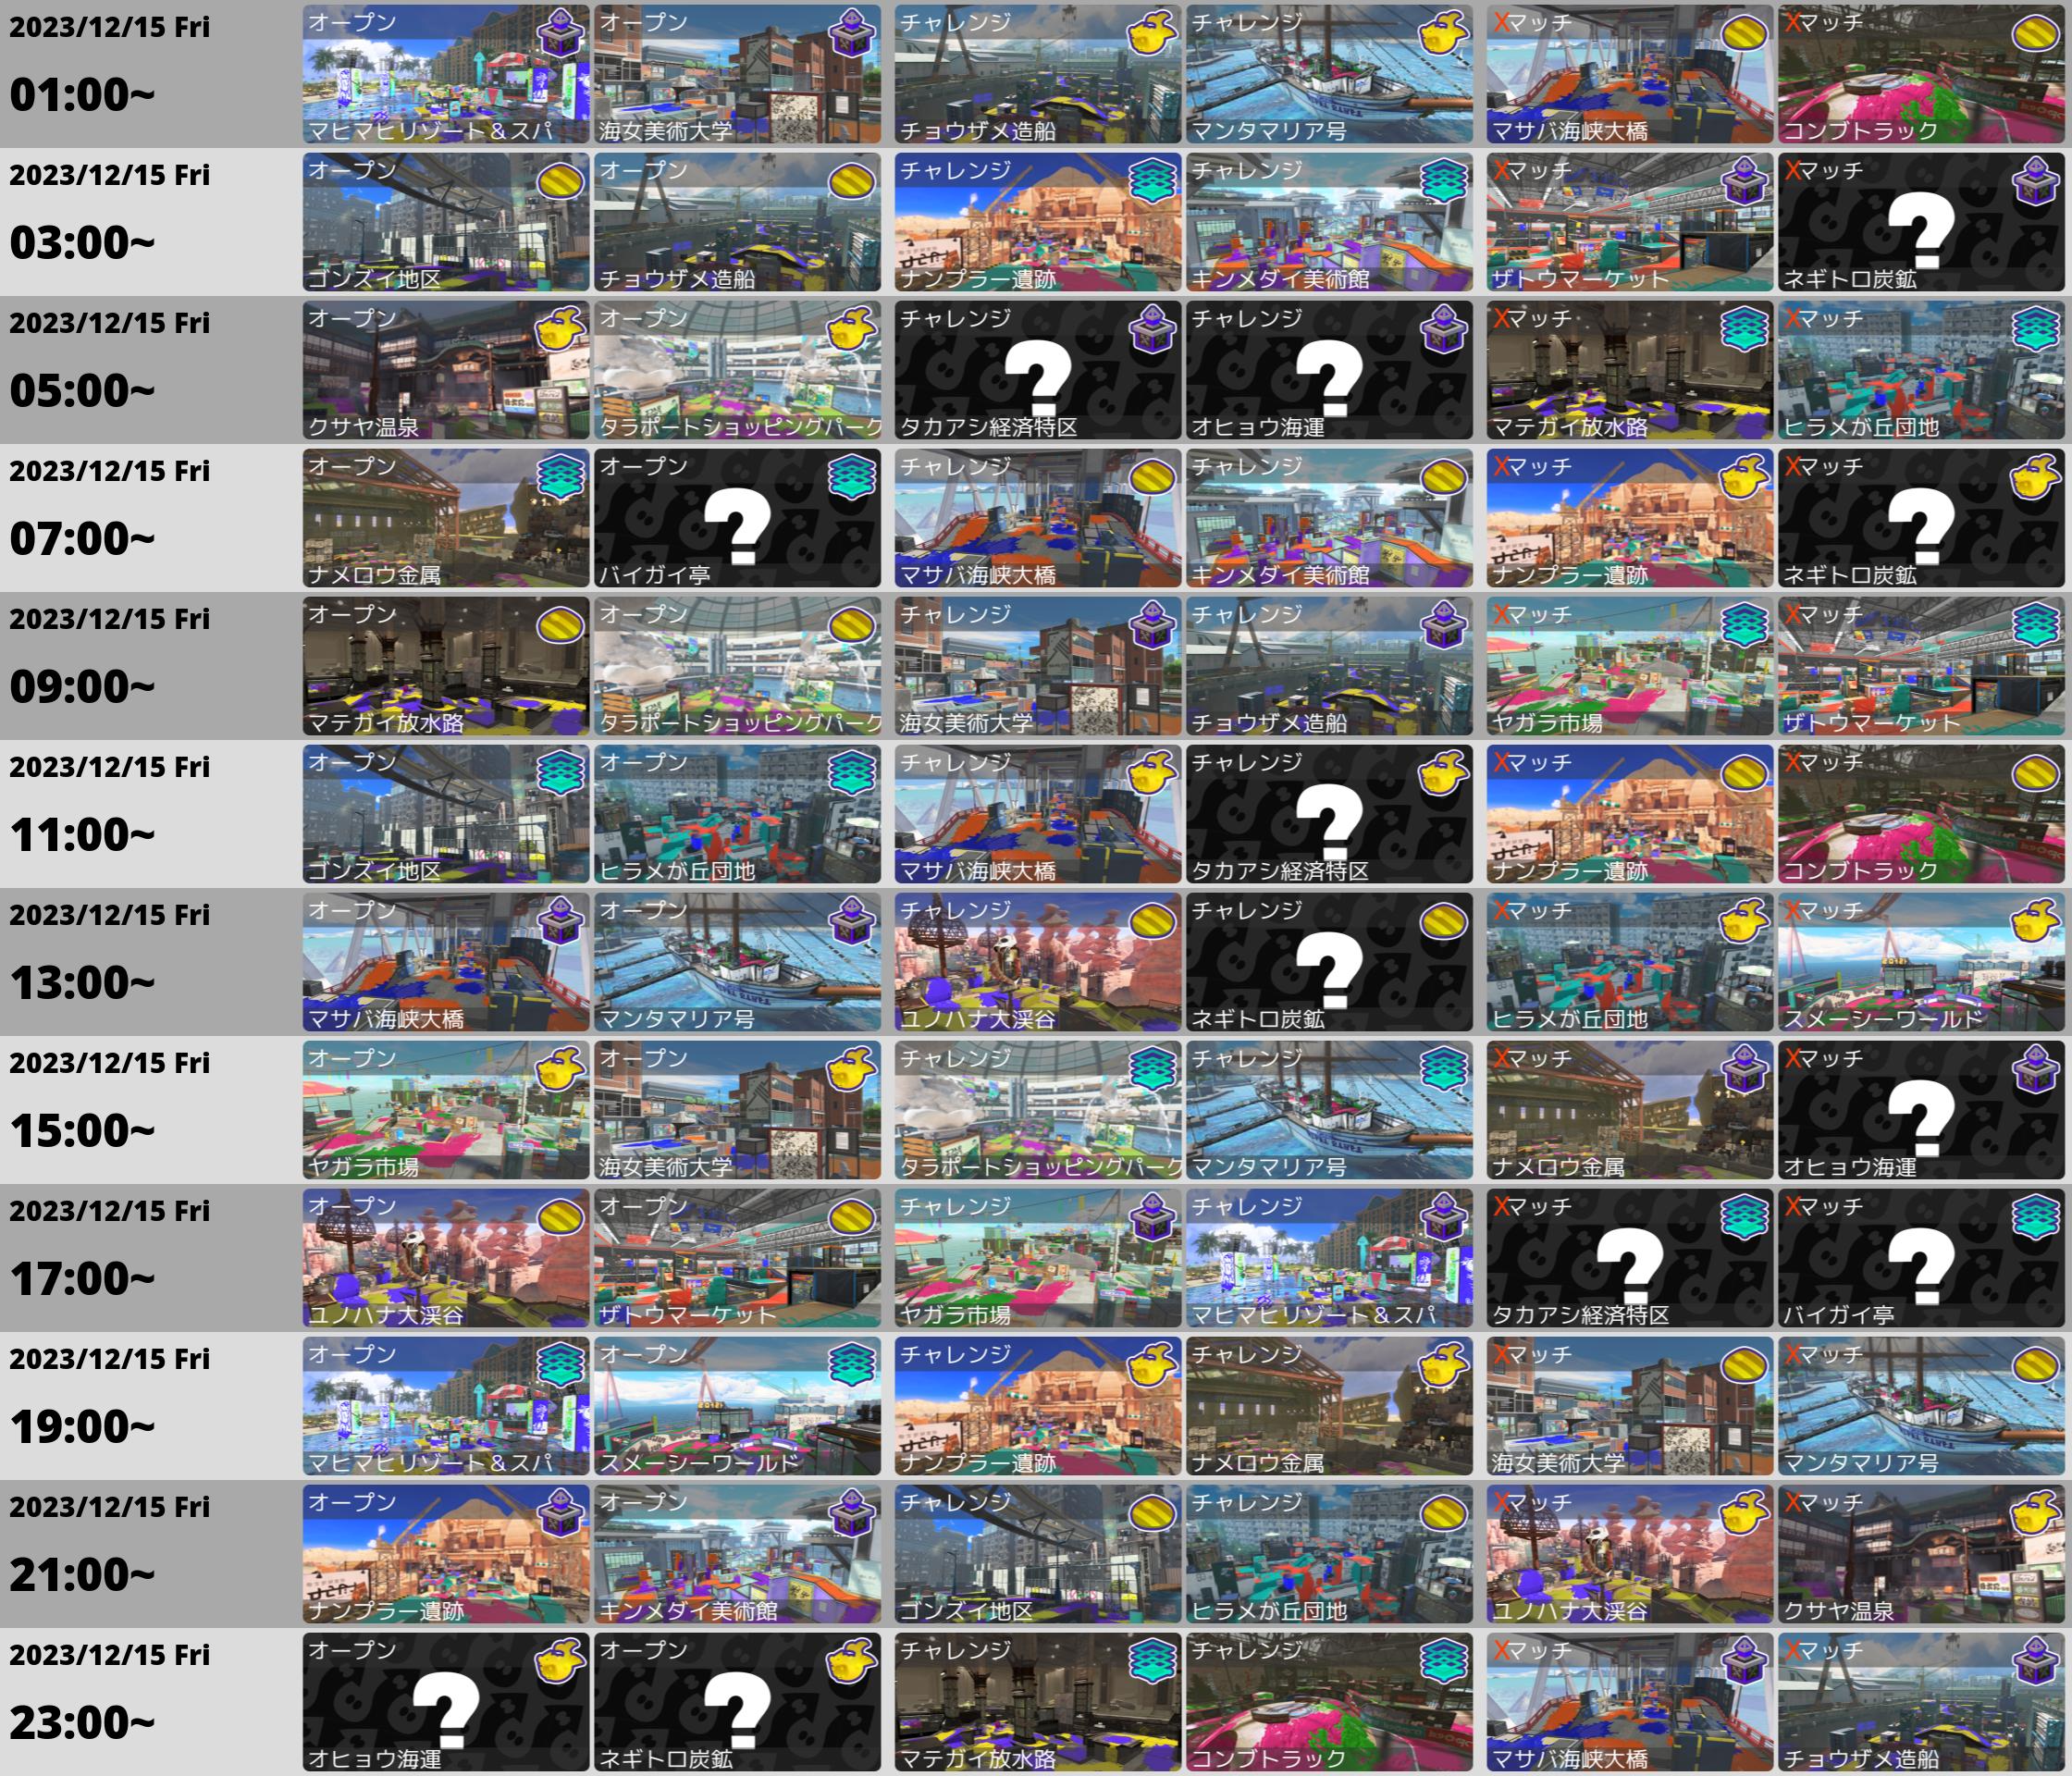 2023/12/15 Fri
01:00~
オープン
オープン
チャレンジ
チャレンジ
Xマッチ
Xマッチ
マヒマヒリゾート＆スパ
海女美術大学
チョウザメ造船
マンタマリア号
マサバ海峡大橋
コンブトラック
2023/12/15 Fri
03:00~
オープン
オープン
チャレンジ
チャレンジ
Xマッチ
Xマッチ
?
ゴンズイ地区
チョウザメ造船
ナンプラー遺跡
キンメダイ美術館
ザトウマーケット
ネギトロ炭鉱
2023/12/15 Fri
05:00~
オープン
オープン
チャレンジ
チャレンジ
Xマッチ
Xマッチ
?
?
クサヤ温泉
タラポートショッピングパーク
タカアシ経済特区
オヒョウ海運
マテガイ放水路
ヒラメが丘団地
2023/12/15 Fri
07:00~
オープン
オープン
チャレンジ
チャレンジ
Xマッチ
Xマッチ
?
?
ナメロウ金属
バイガイ亭
マサバ海峡大橋
キンメダイ美術館
ナンプラー遺跡
ネギトロ炭鉱
2023/12/15 Fri
09:00~
オープン
オープン
チャレンジ
チャレンジ
Xマッチ
Xマッチ
マテガイ放水路
タラポートショッピングパーク
海女美術大学
チョウザメ造船
ヤガラ市場
ザトウマーケット
2023/12/15 Fri
11:00~
オープン
オープン
チャレンジ
チャレンジ
Xマッチ
Xマッチ
?
ゴンズイ地区
ヒラメが丘団地
マサバ海峡大橋
タカアシ経済特区
ナンプラー遺跡
コンブトラック
2023/12/15 Fri
13:00~
オープン
オープン
チャレンジ
チャレンジ
Xマッチ
Xマッチ
?
マサバ海峡大橋
マンタマリア号
ユノハナ大渓谷
ネギトロ炭鉱
ヒラメが丘団地
スメーシーワールド
2023/12/15 Fri
15:00~
オープン
オープン
チャレンジ
チャレンジ
Xマッチ
Xマッチ
?
ヤガラ市場
海女美術大学
タラポートショッピングパーク
マンタマリア号
ナメロウ金属
オヒョウ海運
2023/12/15 Fri
17:00~
オープン
オープン
チャレンジ
チャレンジ
Xマッチ
Xマッチ
?
?
ユノハナ大渓谷
ザトウマーケット
ヤガラ市場
マヒマヒリゾート＆スパ
タカアシ経済特区
バイガイ亭
2023/12/15 Fri
19:00~
オープン
オープン
チャレンジ
チャレンジ
Xマッチ
Xマッチ
マヒマヒリゾート＆スパ
スメーシーワールド
ナンプラー遺跡
ナメロウ金属
海女美術大学
マンタマリア号
2023/12/15 Fri
21:00~
オープン
オープン
チャレンジ
チャレンジ
Xマッチ
Xマッチ
ナンプラー遺跡
キンメダイ美術館
ゴンズイ地区
ヒラメが丘団地
ユノハナ大渓谷
クサヤ温泉
2023/12/15 Fri
23:00~
オープン
オープン
チャレンジ
チャレンジ
Xマッチ
Xマッチ
?
?
オヒョウ海運
ネギトロ炭鉱
マテガイ放水路
コンブトラック
マサバ海峡大橋
チョウザメ造船